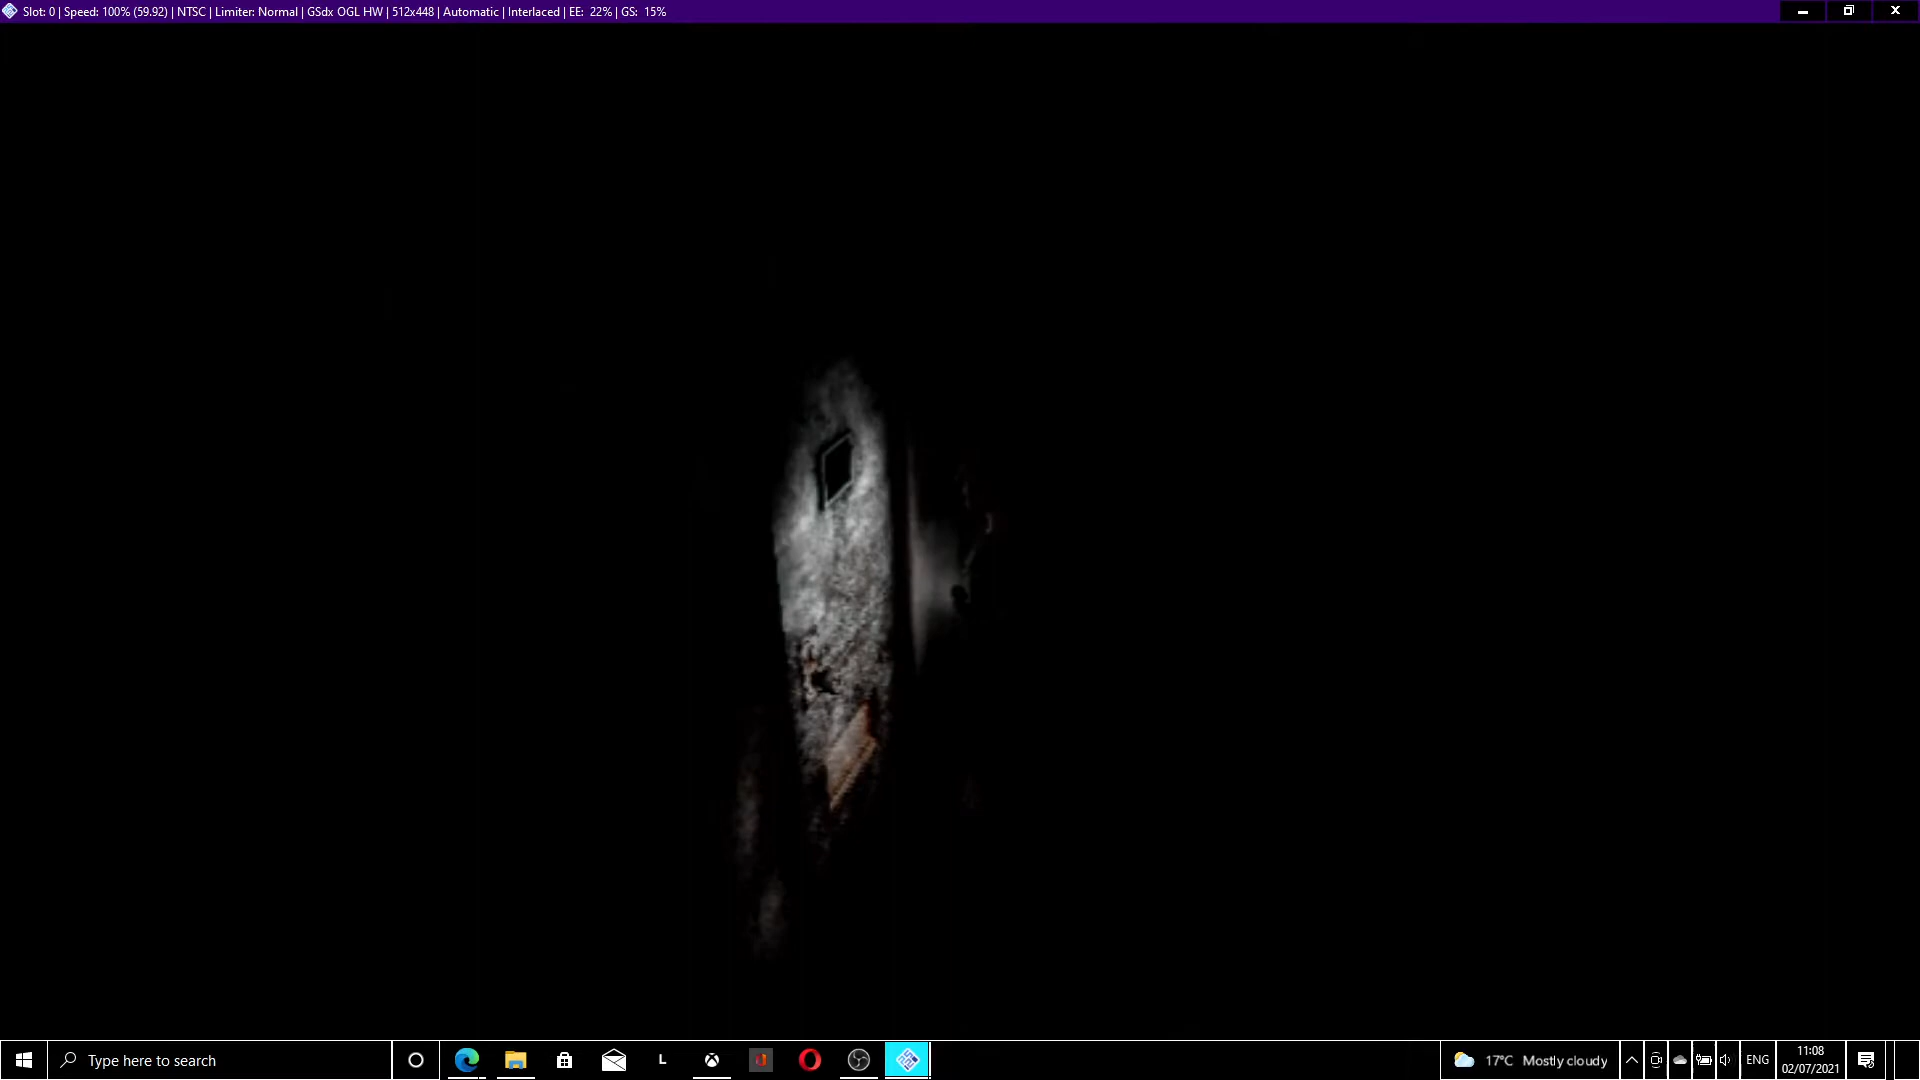 Slot: 0 | Speed: 100% (59.92) | NTSC | Limiter: Normal | GSdx OGL HW | 512x448 | Automatic | Interlaced | EE: 22% | GS: 15%
Type here to search
L
17°C Mostly cloudy
ENG
11:08
02/07/2021